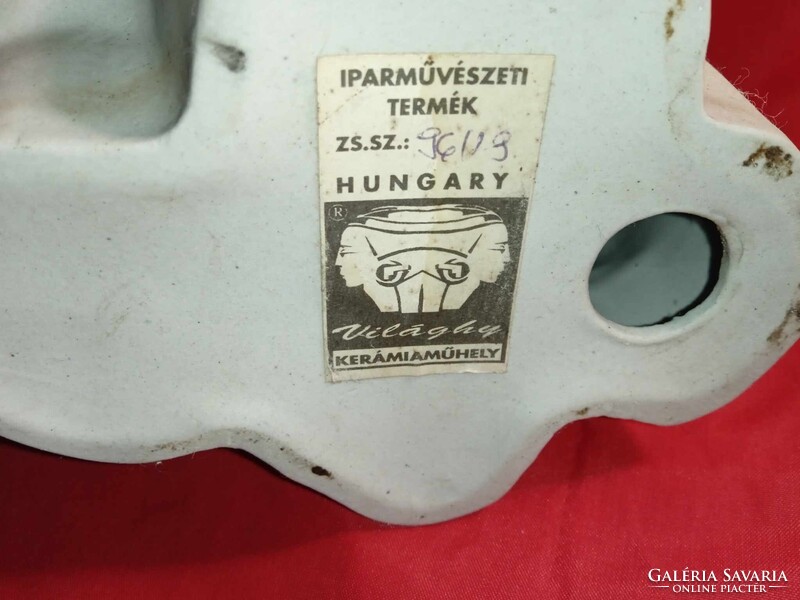 IPARMŰVÉSZETI
TERMÉK
ZS.SZ.: 96119
HUNGARY
®
Világhy
KERÁMIAMŰHELY
GALÉRIA SAVARIA
ONLINE PIACTÉR